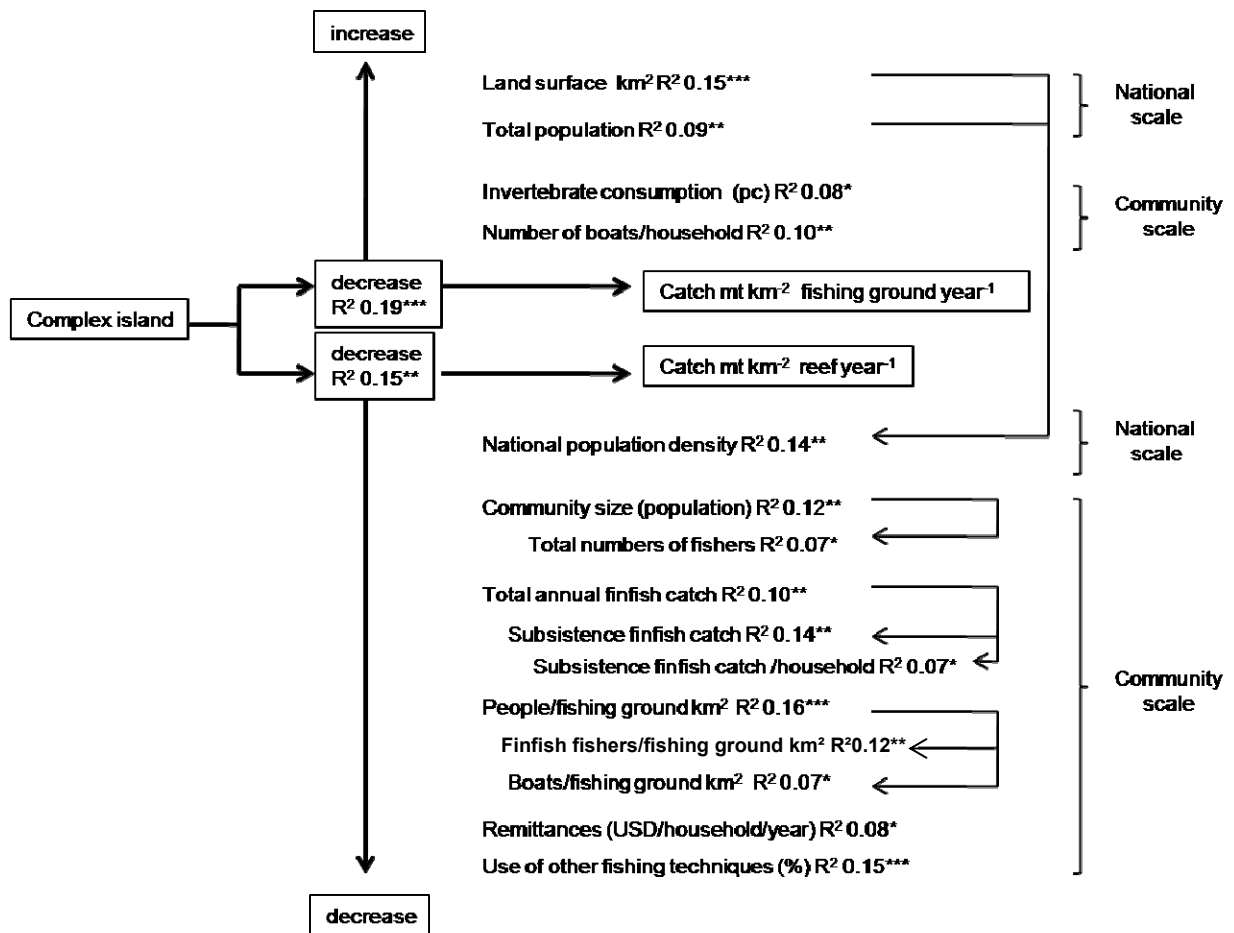 increase
Land surface km² R² 0.15***
National
scale
Total population R² 0.09**
Invertebrate consumption (pc) R² 0.08*
Community
scale
Number of boats/household R² 0.10**
Complex island
decrease
R² 0.19***
Catch mt km⁻² fishing ground year⁻¹
decrease
R² 0.15**
Catch mt km⁻² reef year⁻¹
National population density R² 0.14**
National
scale
Community size (population) R² 0.12**
Total numbers of fishers R² 0.07*
Total annual finfish catch R² 0.10**
Subsistence finfish catch R² 0.14**
Subsistence finfish catch /household R² 0.07*
Community
scale
People/fishing ground km² R² 0.16***
Finfish fishers/fishing ground km² R²0.12**
Boats/fishing ground km² R² 0.07*
Remittances (USD/household/year) R² 0.08*
Use of other fishing techniques (%) R² 0.15***
decrease